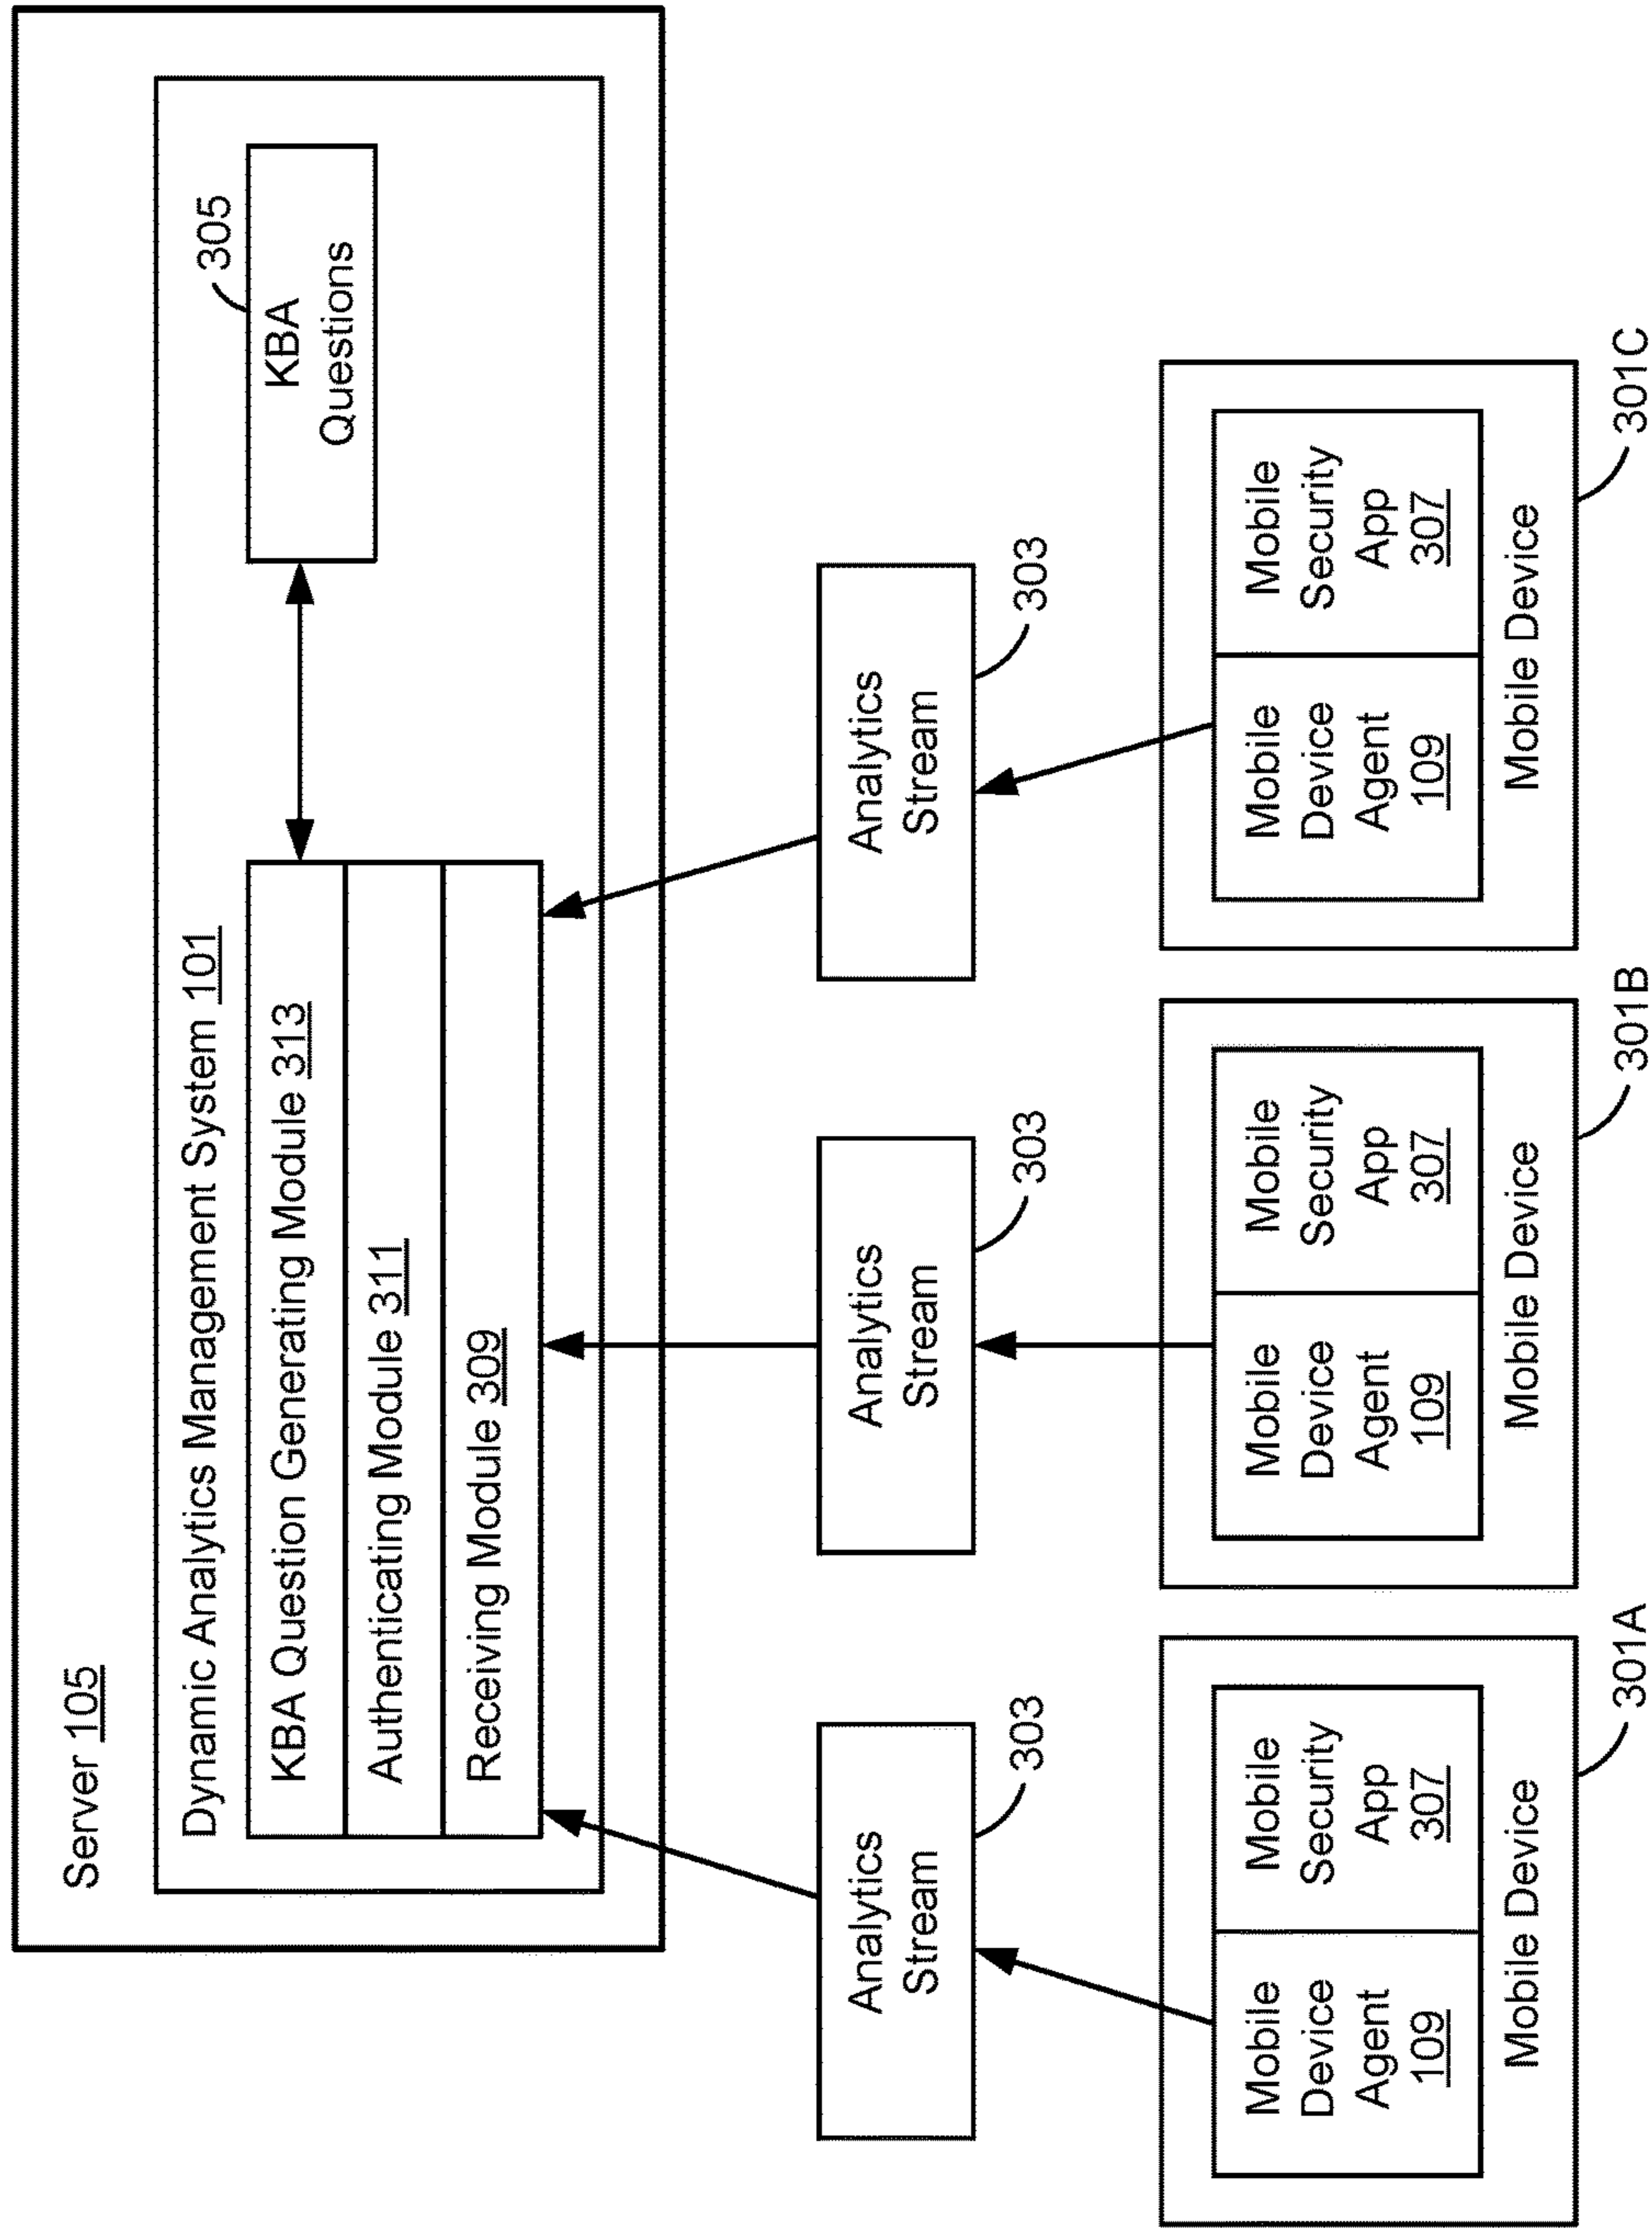 Server 105
Dynamic Analytics Management System 101
KBA Question Generating Module 313
Authenticating Module 311
Receiving Module 309
305
KBA
Questions
Analytics
Stream
303
Analytics
Stream
303
Analytics
Stream
303
Mobile
Device
Agent
109
Mobile
Security
App
307
Mobile Device
301A
Mobile
Device
Agent
109
Mobile
Security
App
307
Mobile Device
301B
Mobile
Device
Agent
109
Mobile
Security
App
307
Mobile Device
301C